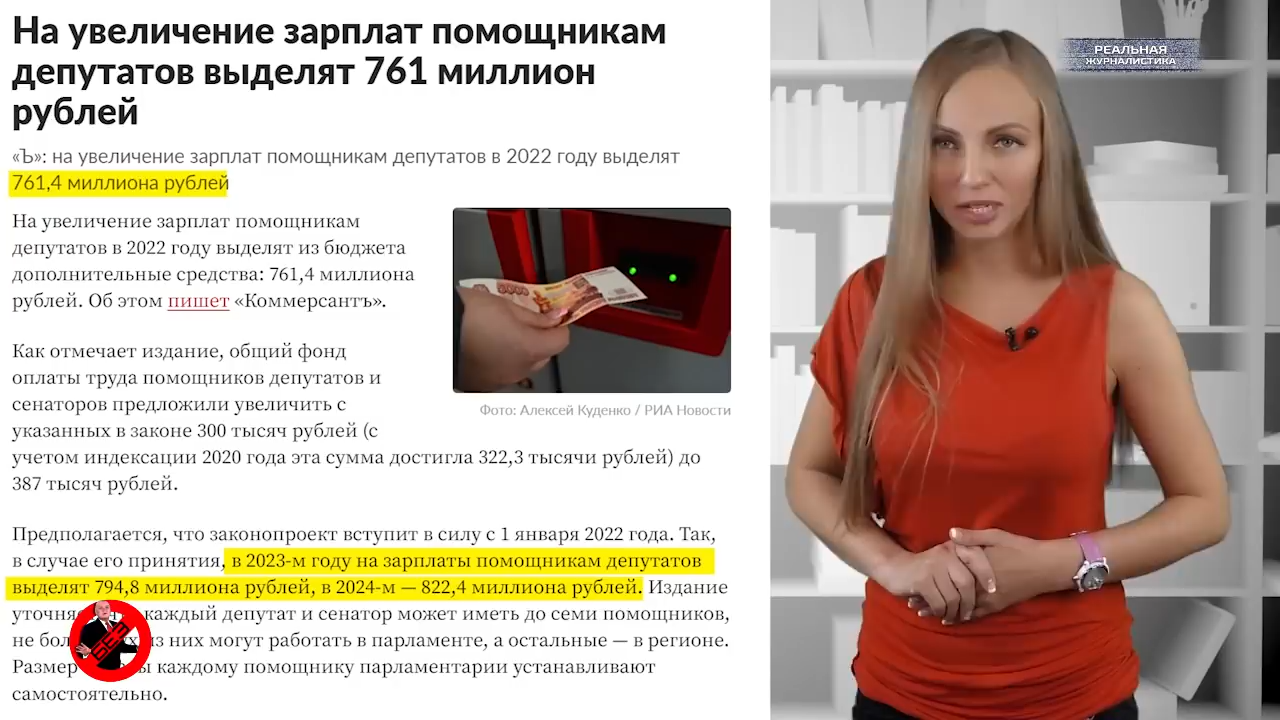 На увеличение зарплат помощникам
депутатов выделят 761 миллион
рублей
«Ъ»: на увеличение зарплат помощникам депутатов в 2022 году выделят
761,4 миллиона рублей
На увеличение зарплат помощникам
депутатов в 2022 году выделят из бюджета
дополнительные средства: 761,4 миллиона
рублей. Об этом пишет «Коммерсантъ».
Фото: Алексей Куденко / РИА Новости
Как отмечает издание, общий фонд
оплаты труда помощников депутатов и
сенаторов предложили увеличить с
указанных в законе 300 тысяч рублей (с
учетом индексации 2020 года эта сумма достигла 322,3 тысячи рублей) до
387 тысяч рублей.
Предполагается, что законопроект вступит в силу с 1 января 2022 года. Так,
в случае его принятия, в 2023-м году на зарплаты помощникам депутатов
выделят 794,8 миллиона рублей, в 2024-м — 822,4 миллиона рублей. Издание
каждый депутат и сенатор может иметь до семи помощников,
не из них могут работать в парламенте, а остальные — в регионе.
каждому помощнику парламентарии устанавливают
самостоятельно.
РЕАЛЬНАЯ
ЖУРНАЛИСТИКА
5000